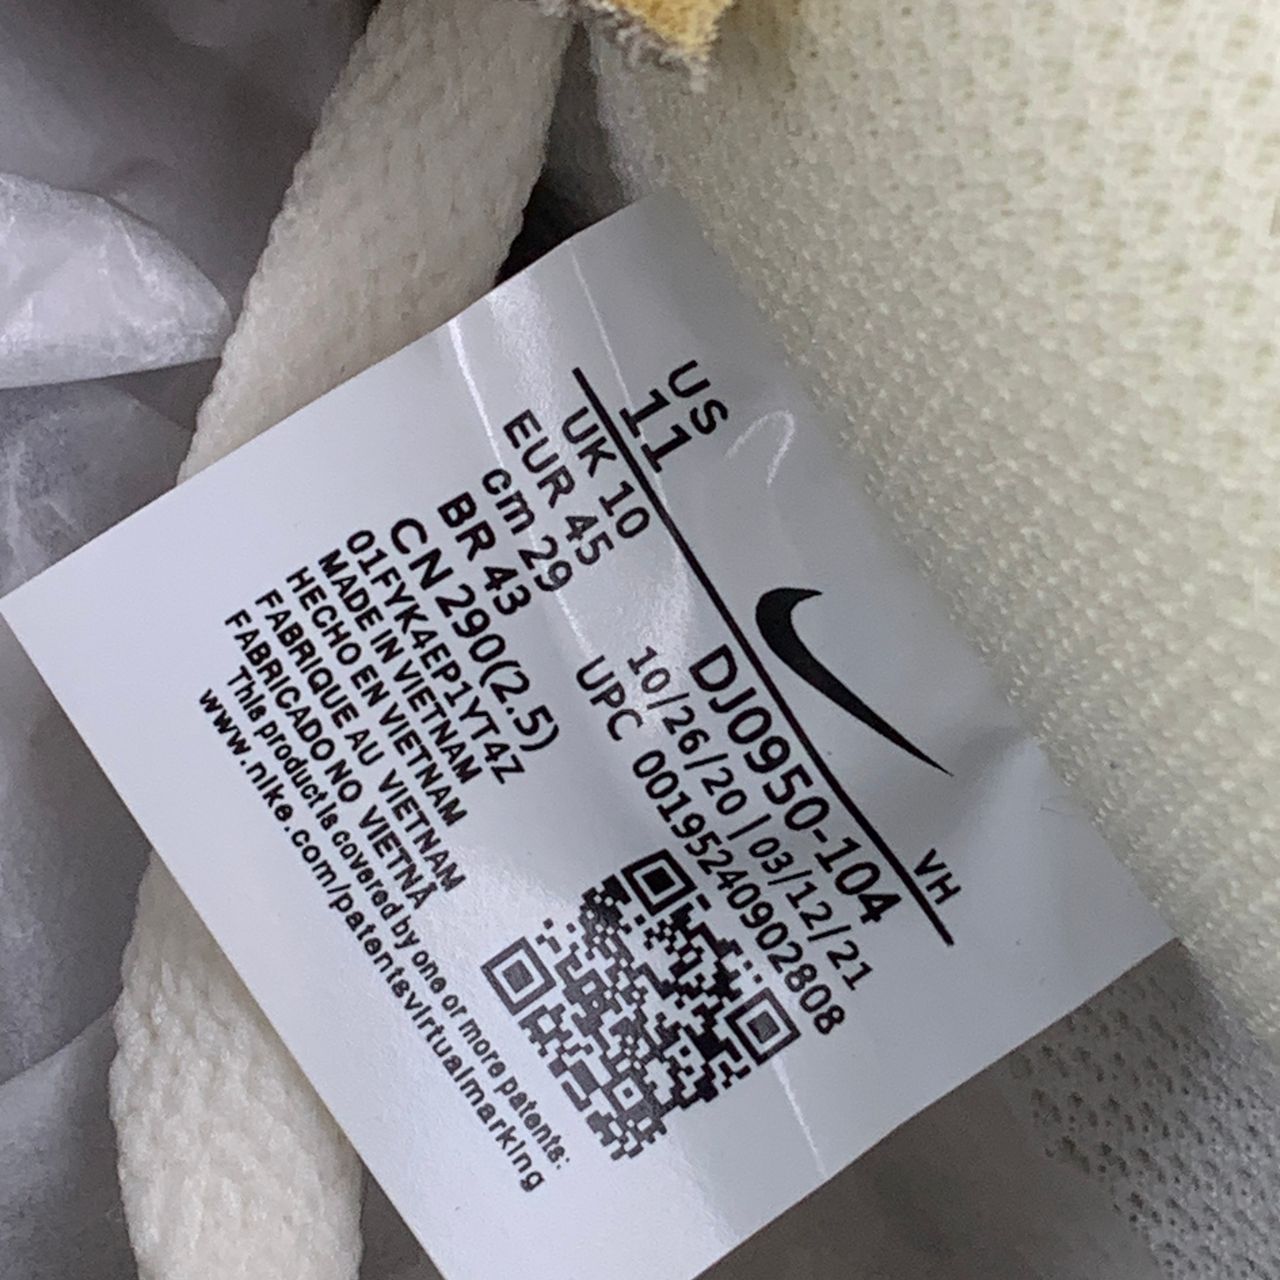 US
11
VH
UK 10
EUR 45
cm 29
BR 43
CN 290(2.5)
DJ0950-104
10/26/20 | 03/12/21
UPC 00195240902808
01FYK4EP1YT4Z
MADE IN VIETNAM
HECHO EN VIETNAM
FABRIQUE AU VIETNAM
FABRICADO NO VIETNÃ
This product is covered by one or more patents:
www.nike.com/patentsvirtualmarking